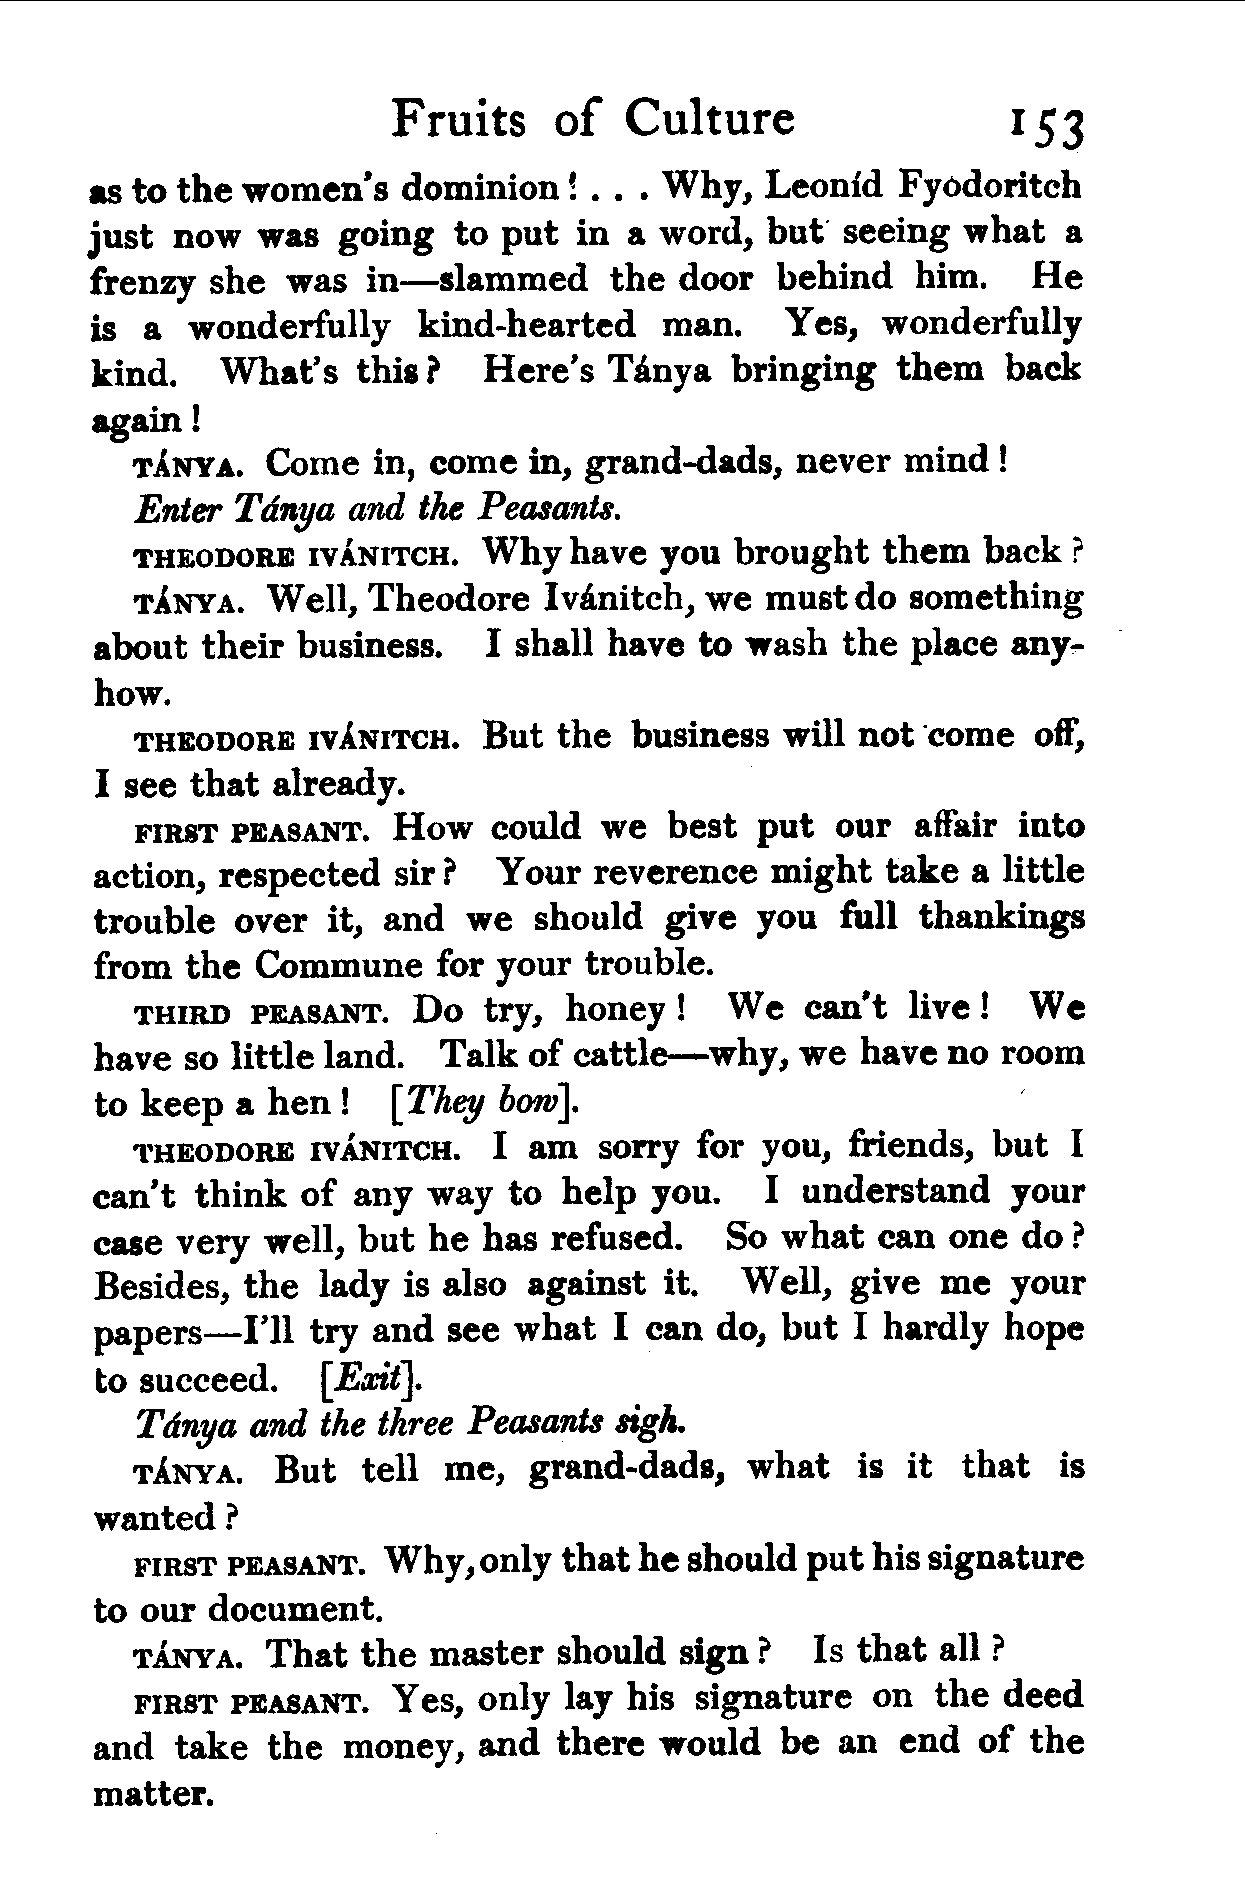 Fruits of Culture 153
as to the women's dominion! . . . Why, Leoníd Fyódoritch
just now was going to put in a word, but seeing what a
frenzy she was in—slammed the door behind him. He
is a wonderfully kind-hearted man. Yes, wonderfully
kind. What's this? Here's Tánya bringing them back
again!
TÁNYA. Come in, come in, grand-dads, never mind!
Enter Tánya and the Peasants.
THEODORE IVÁNITCH. Why have you brought them back?
TÁNYA. Well, Theodore Ivánitch, we must do something
about their business. I shall have to wash the place any-
how.
THEODORE IVÁNITCH. But the business will not come off,
I see that already.
FIRST PEASANT. How could we best put our affair into
action, respected sir? Your reverence might take a little
trouble over it, and we should give you full thankings
from the Commune for your trouble.
THIRD PEASANT. Do try, honey! We can't live! We
have so little land. Talk of cattle—why, we have no room
to keep a hen! [They bow].
THEODORE IVÁNITCH. I am sorry for you, friends, but I
can't think of any way to help you. I understand your
case very well, but he has refused. So what can one do?
Besides, the lady is also against it. Well, give me your
papers—I'll try and see what I can do, but I hardly hope
to succeed. [Exit].
Tánya and the three Peasants sigh.
TÁNYA. But tell me, grand-dads, what is it that is
wanted?
FIRST PEASANT. Why, only that he should put his signature
to our document.
TÁNYA. That the master should sign? Is that all?
FIRST PEASANT. Yes, only lay his signature on the deed
and take the money, and there would be an end of the
matter.